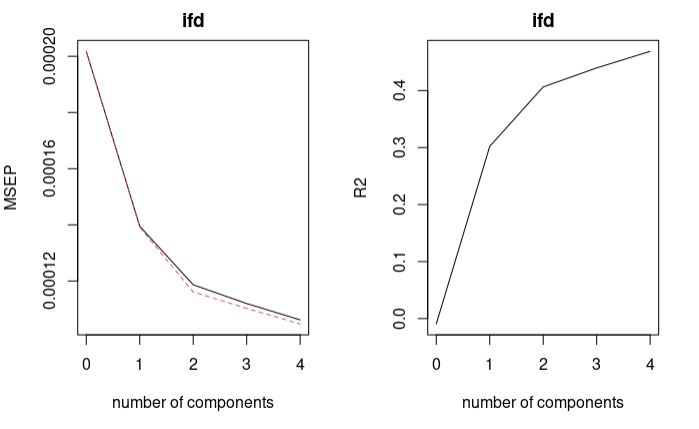 ifd
MSEP
0.00020
0.00016
0.00012
0 1 2 3 4
number of components
ifd
R2
0.4
0.3
0.2
0.1
0.0
0 1 2 3 4
number of components